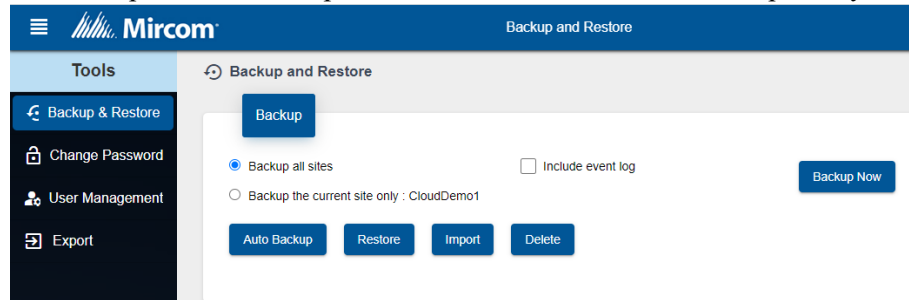 Mircom
Backup and Restore
Tools
Backup and Restore
Backup & Restore
Change Password
User Management
Export
Backup
Backup all sites
Include event log
Backup Now
Backup the current site only : CloudDemo1
Auto Backup
Restore
Import
Delete